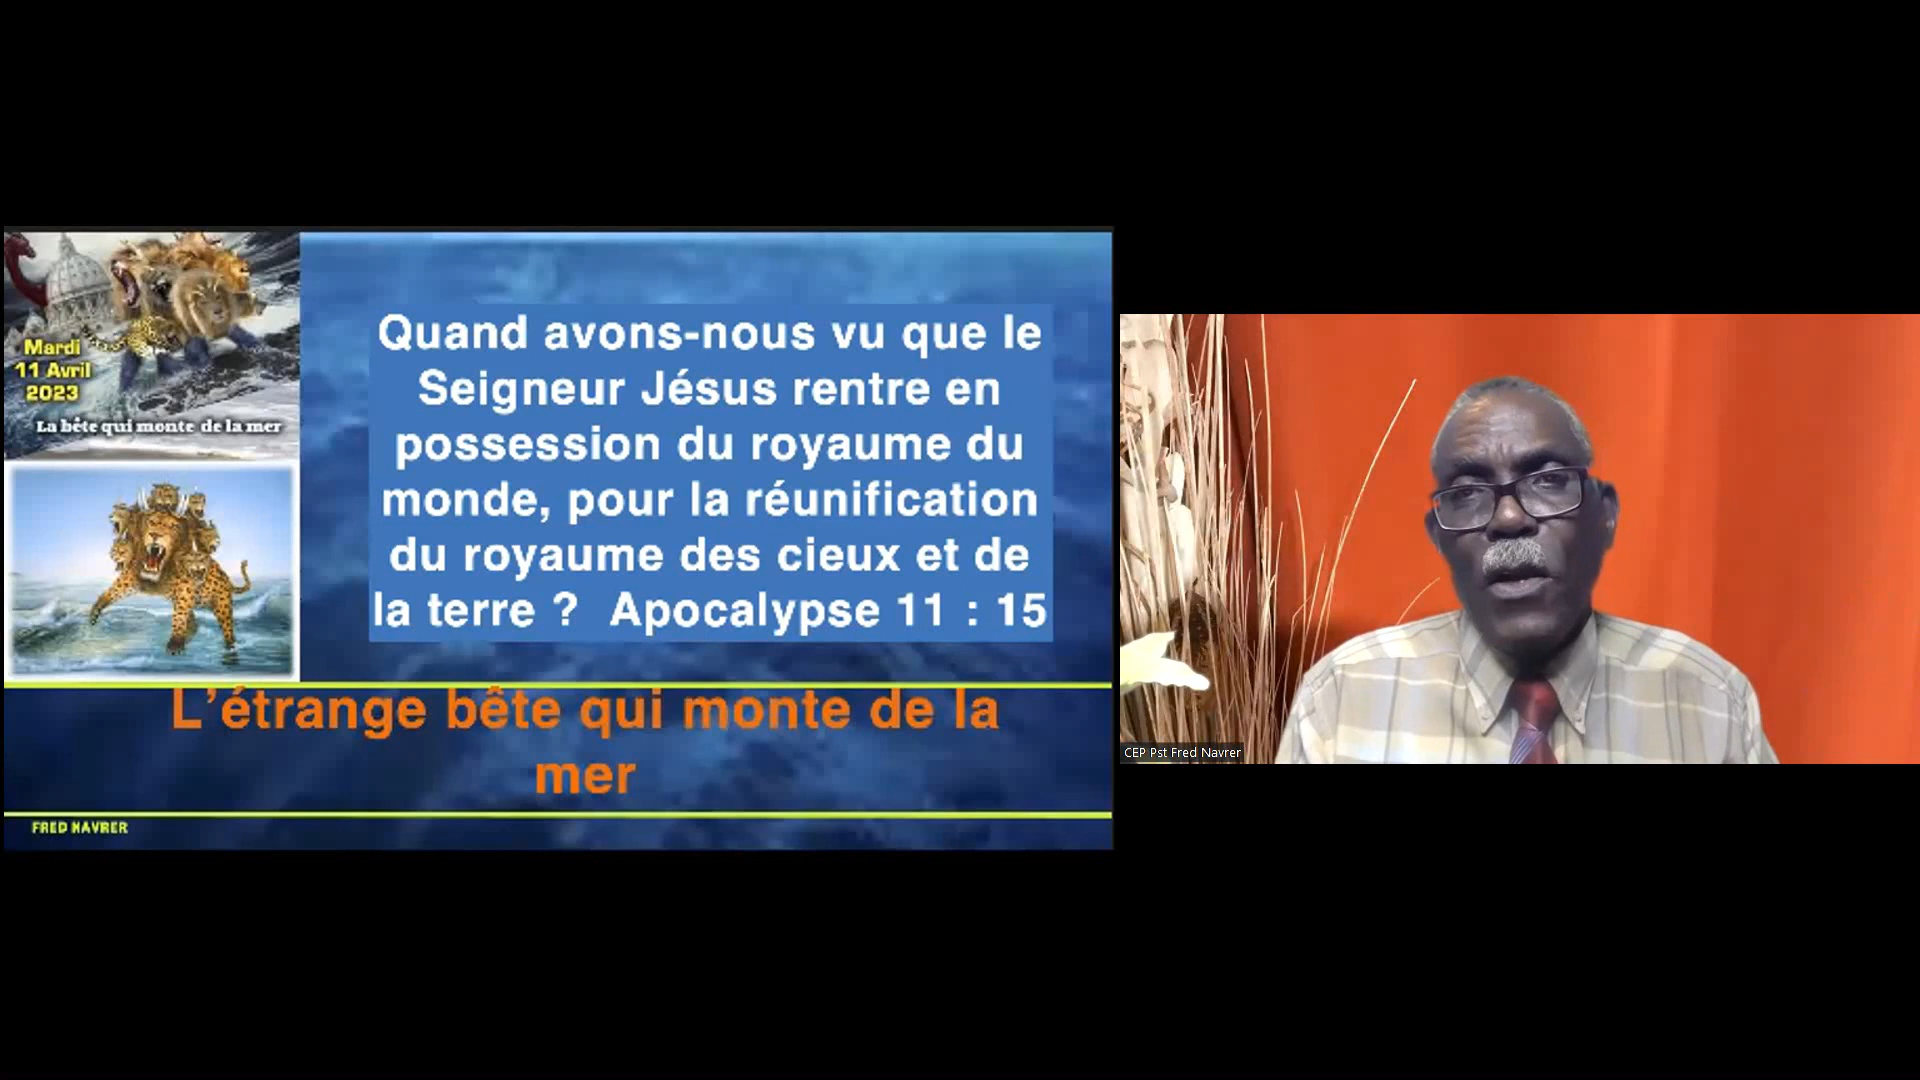 Mardi
11 Avril
2023
La bête qui monte de la mer
Quand avons-nous vu que le
Seigneur Jésus rentre en
possession du royaume du
monde, pour la réunification
du royaume des cieux et de
la terre ?  Apocalypse 11 : 15
L'étrange bête qui monte de la
mer
FRED NAVRER
CEP Pst Fred Navrer